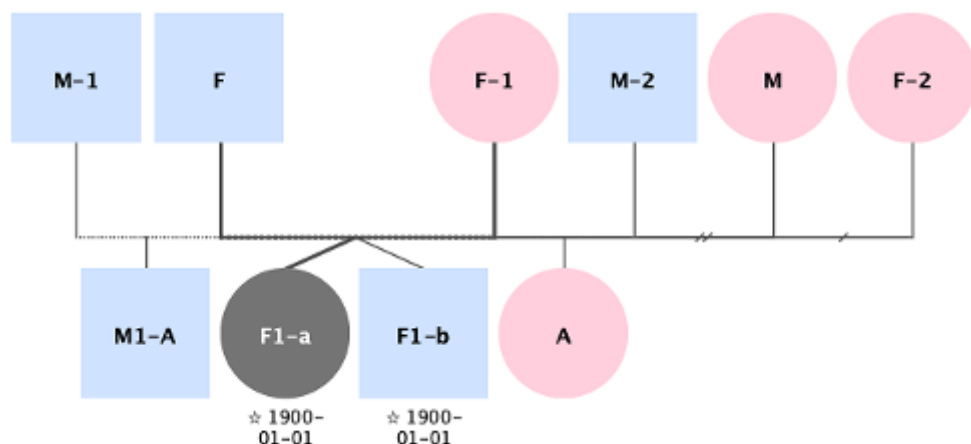 M-1
F
F-1
M-2
M
F-2
M1-A
F1-a
F1-b
A
☆ 1900-
01-01
☆ 1900-
01-01